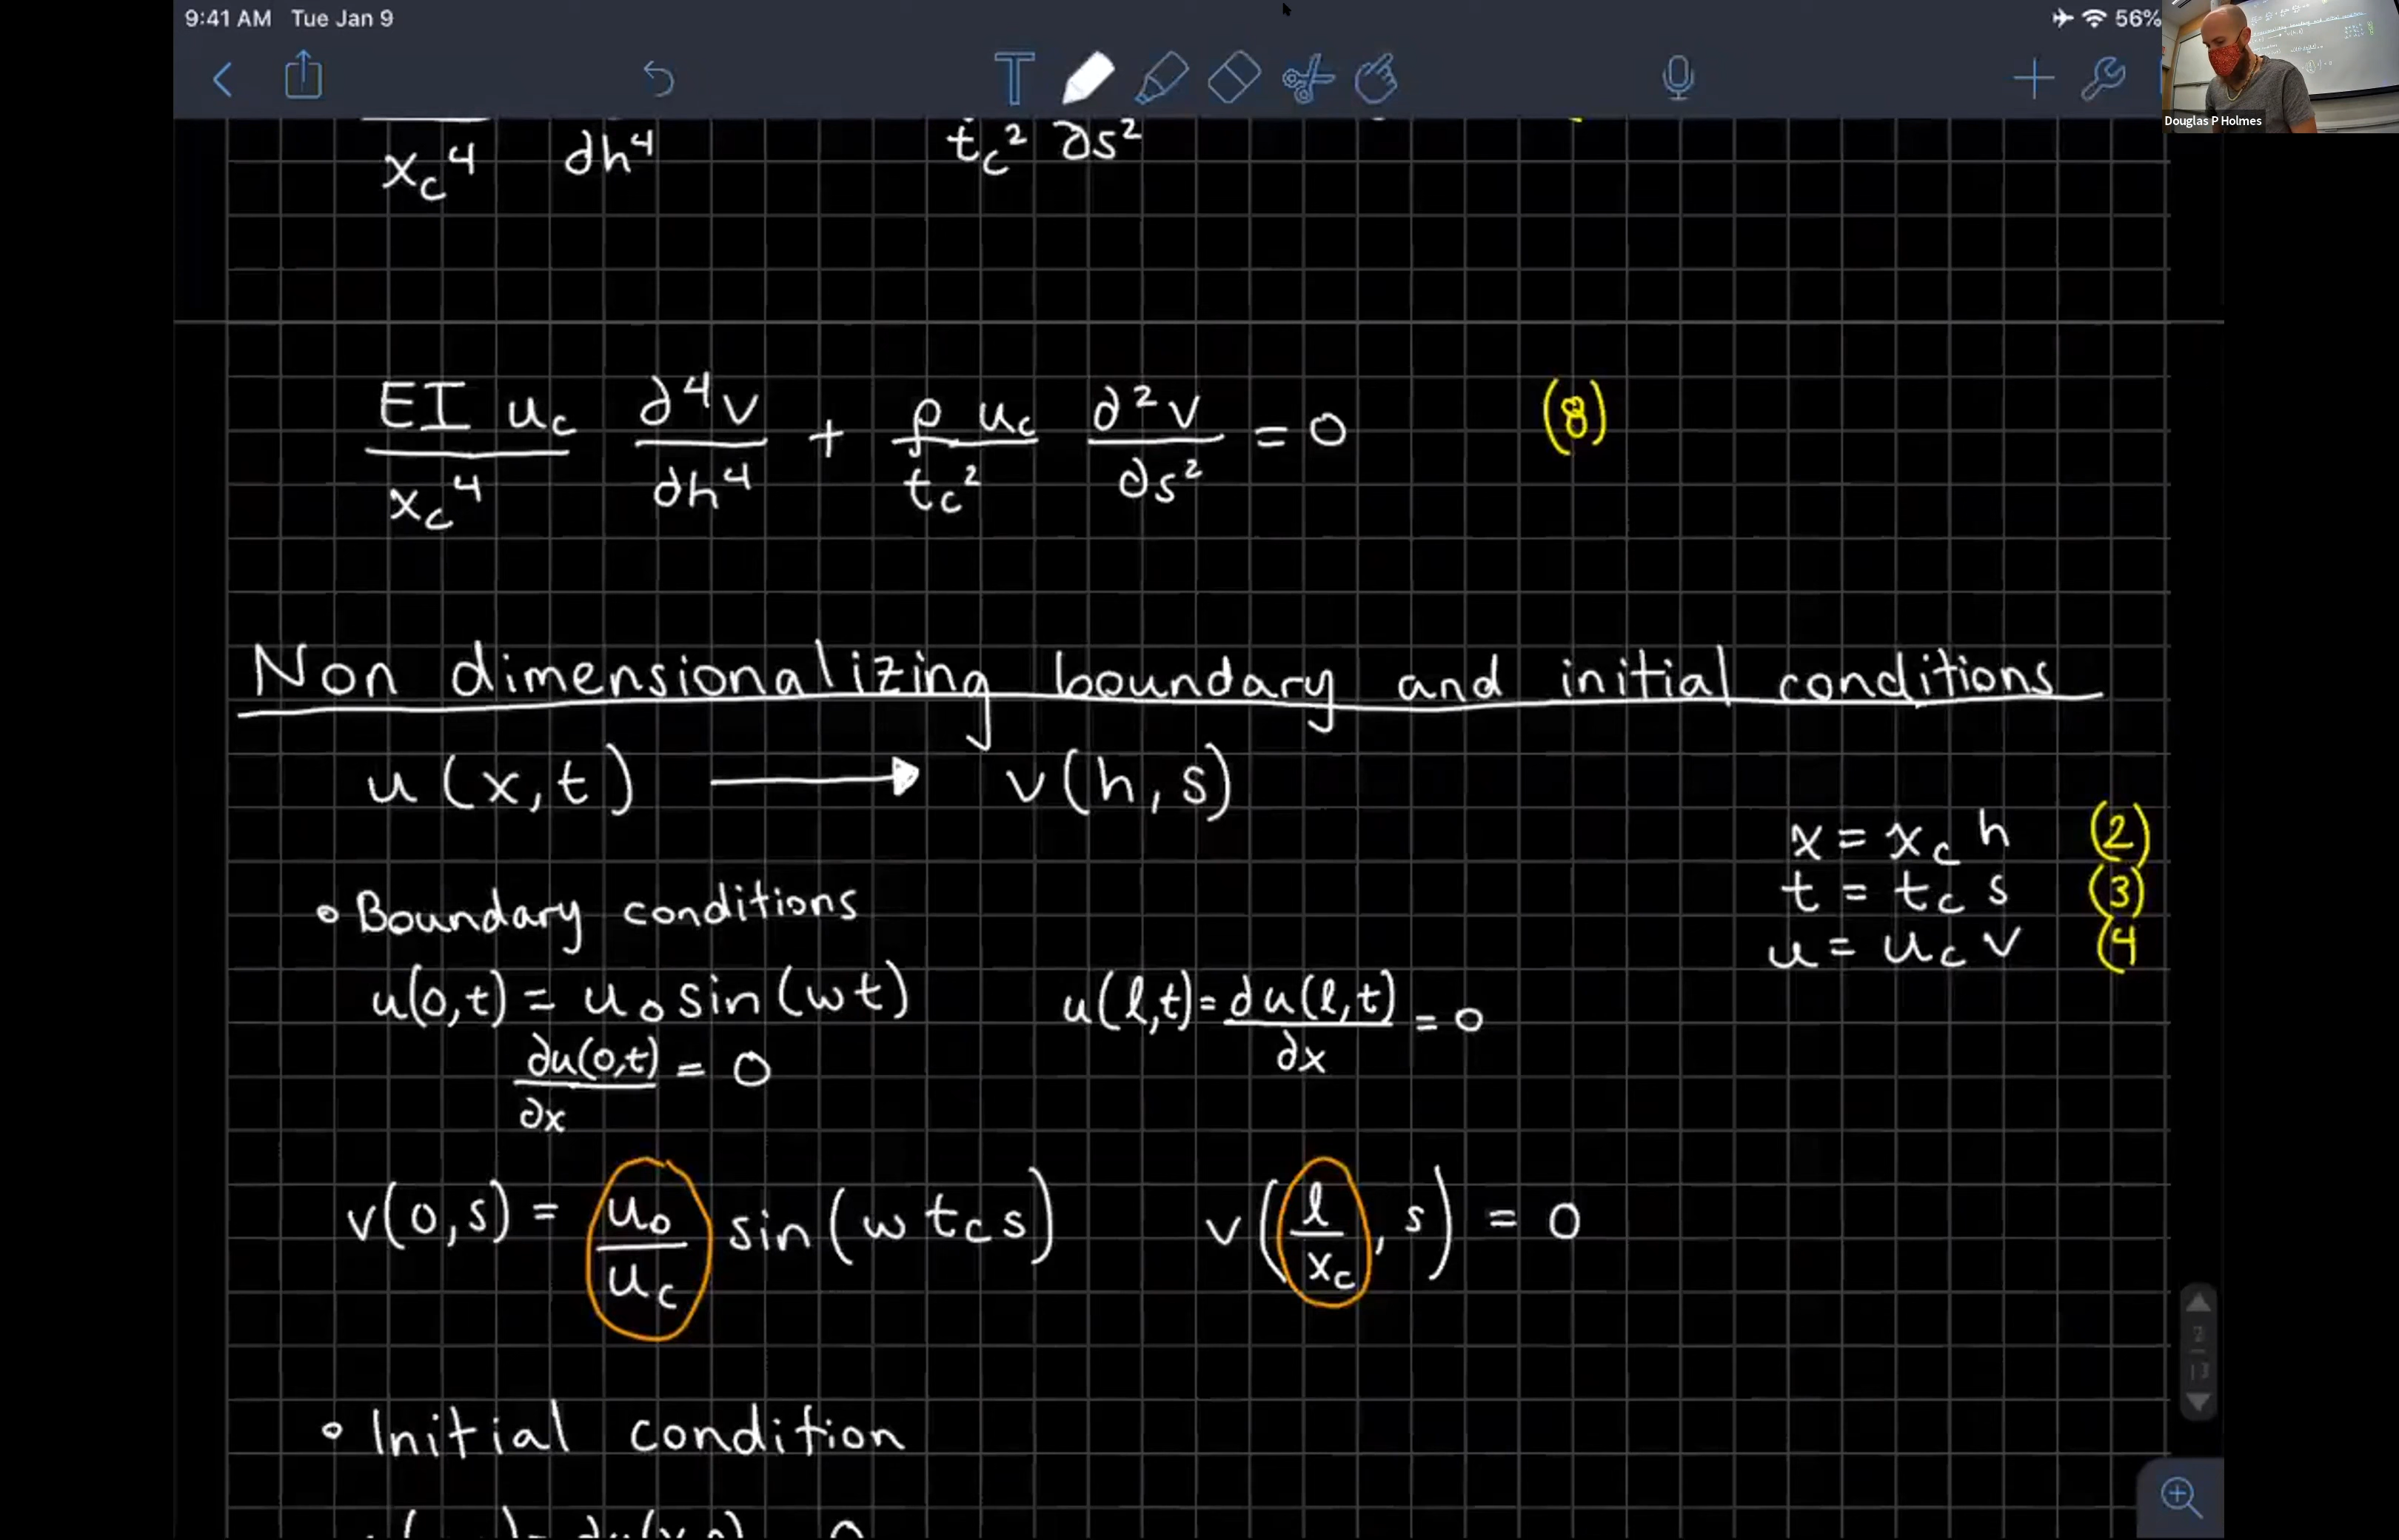 9:41 AM Tue Jan 9
56%
Douglas P Holmes
x_c^4 ∂h^4 t_c^2 ∂s^2
EI u_c / x_c^4 ∂^4v / ∂h^4 + ρ u_c / t_c^2 ∂^2v / ∂s^2 = 0 (8)
Non dimensionalizing boundary and initial conditions
u(x,t) → v(h,s)
x = x_c h (2)
t = t_c s (3)
u = u_c v (4
• Boundary conditions
u(0,t) = u_0 sin(wt) u(l,t) = ∂u(l,t) / ∂x = 0
∂u(0,t) / ∂x = 0
v(0,s) = u_0 / u_c sin(w t_c s) v(l / x_c, s) = 0
• Initial condition